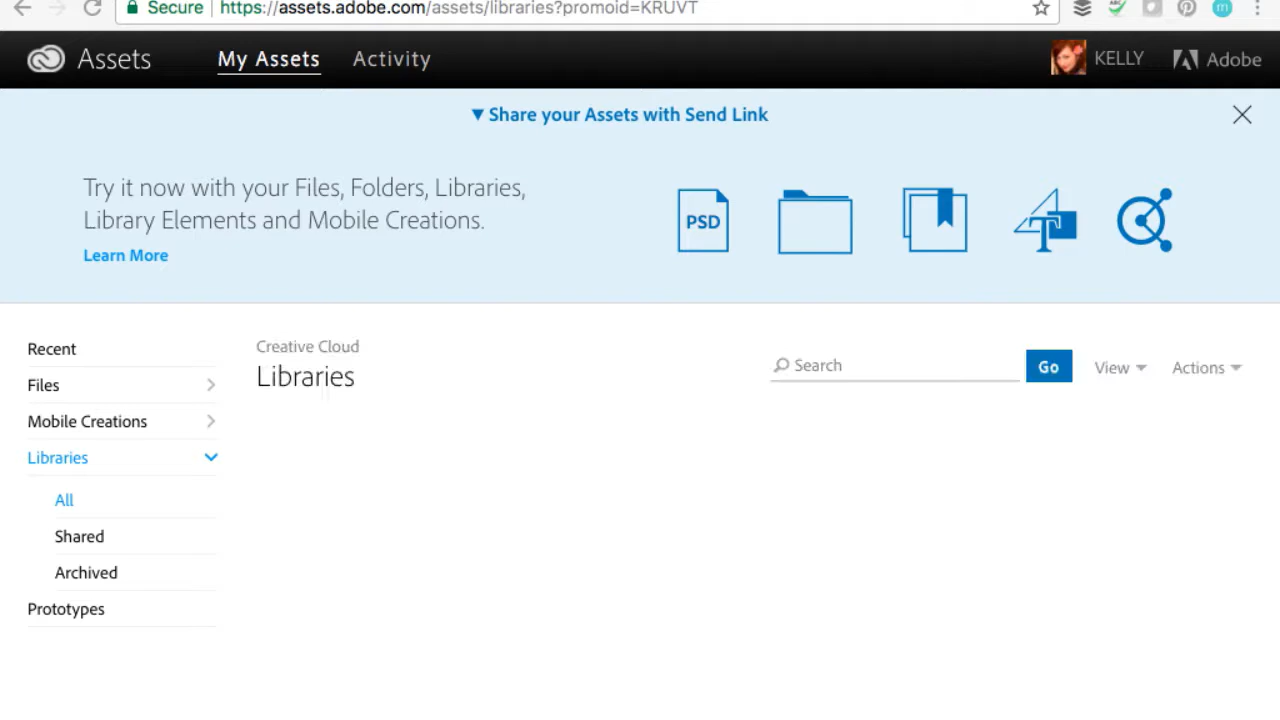 Secure https://assets.adobe.com/assets/libraries?promoid=KRUVT
Assets My Assets Activity KELLY Adobe
▼ Share your Assets with Send Link
Try it now with your Files, Folders, Libraries,
Library Elements and Mobile Creations.
Learn More
PSD
Recent
Files
Mobile Creations
Libraries
All
Shared
Archived
Prototypes
Creative Cloud
Libraries
Search Go View Actions